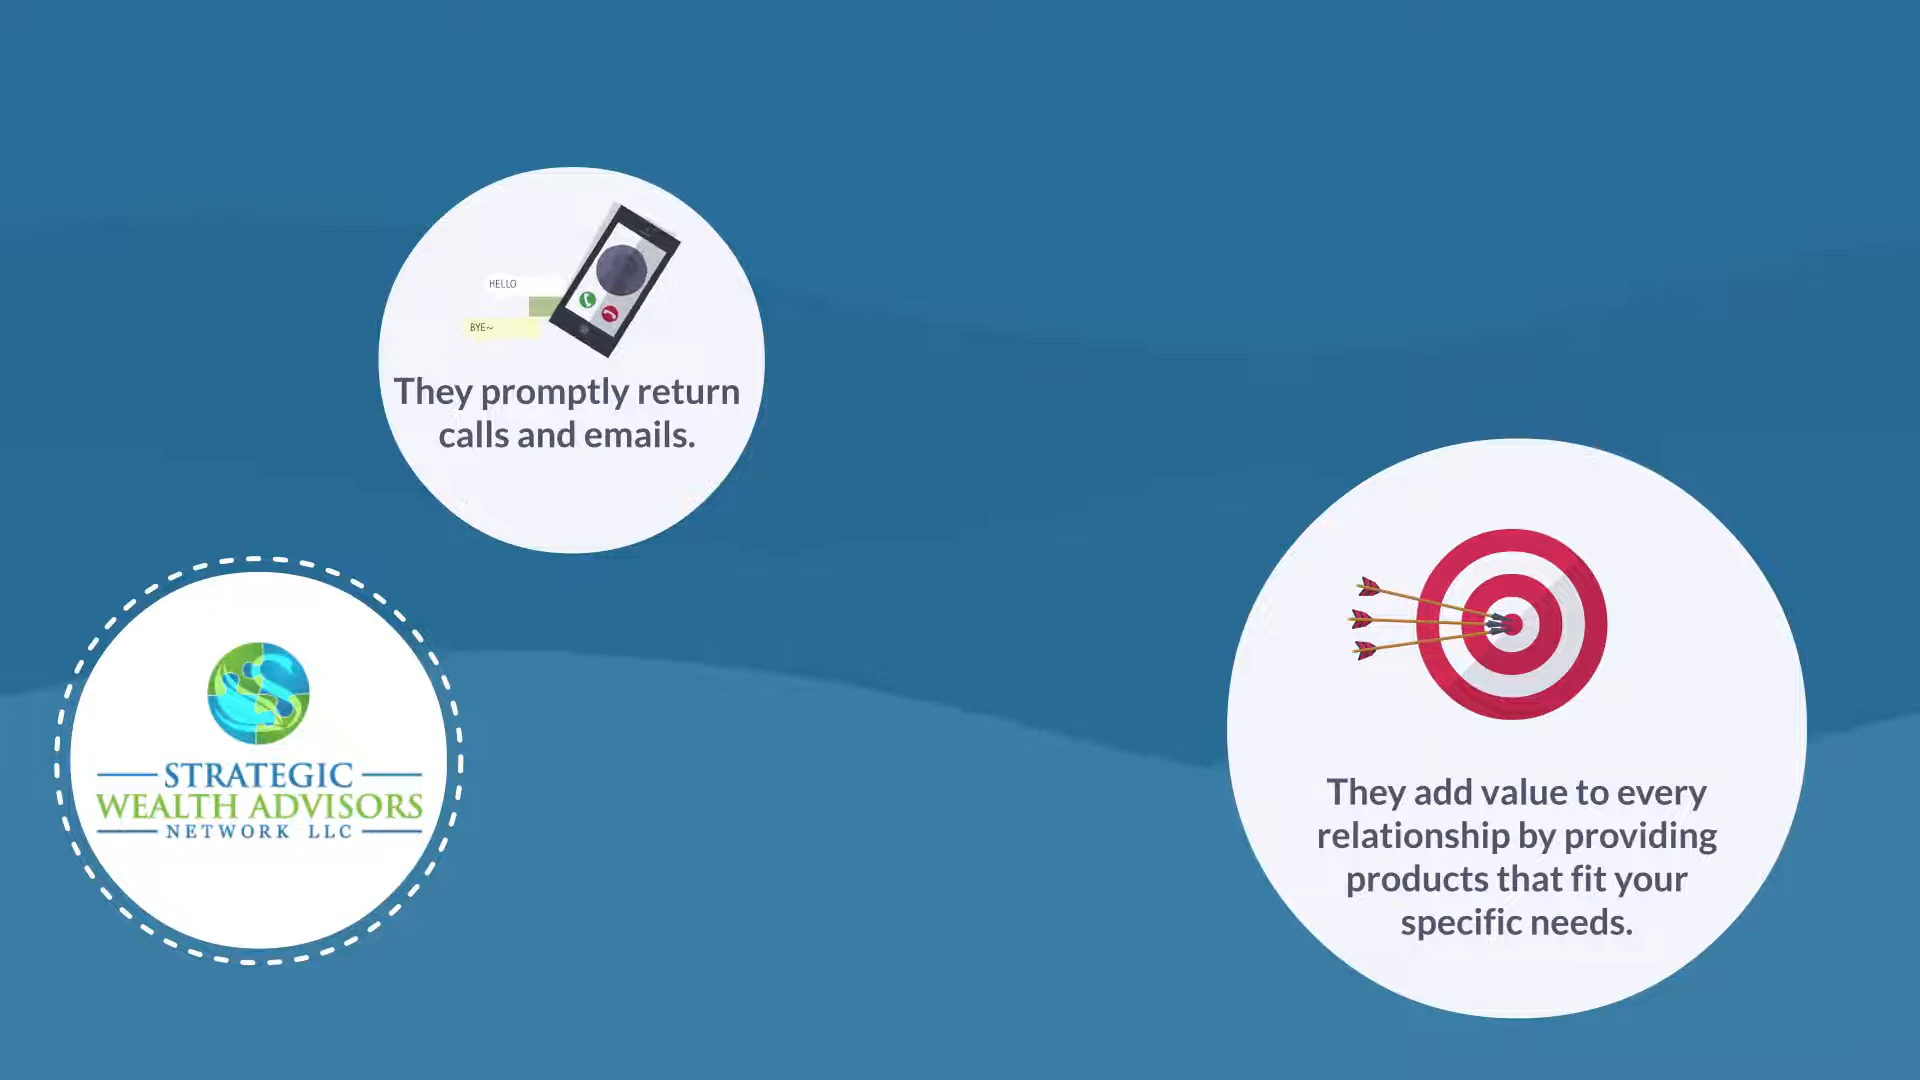 HELLO
BYE~
They promptly return
calls and emails.
STRATEGIC
WEALTH ADVISORS
NETWORK LLC
They add value to every
relationship by providing
products that fit your
specific needs.